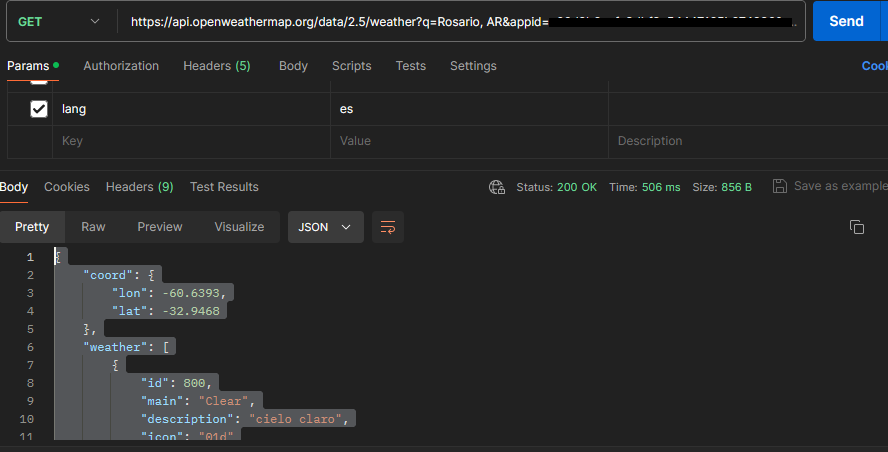 GET https://api.openweathermap.org/data/2.5/weather?q=Rosario, AR&appid= ... Send
Params Authorization Headers (5) Body Scripts Tests Settings Cook
lang es
Key Value Description
Body Cookies Headers (9) Test Results Status: 200 OK Time: 506 ms Size: 856 B Save as example
Pretty Raw Preview Visualize JSON
1 {
2 "coord": {
3 "lon": -60.6393,
4 "lat": -32.9468
5 },
6 "weather": [
7 {
8 "id": 800,
9 "main": "Clear",
10 "description": "cielo claro",
11 "icon": "01d"